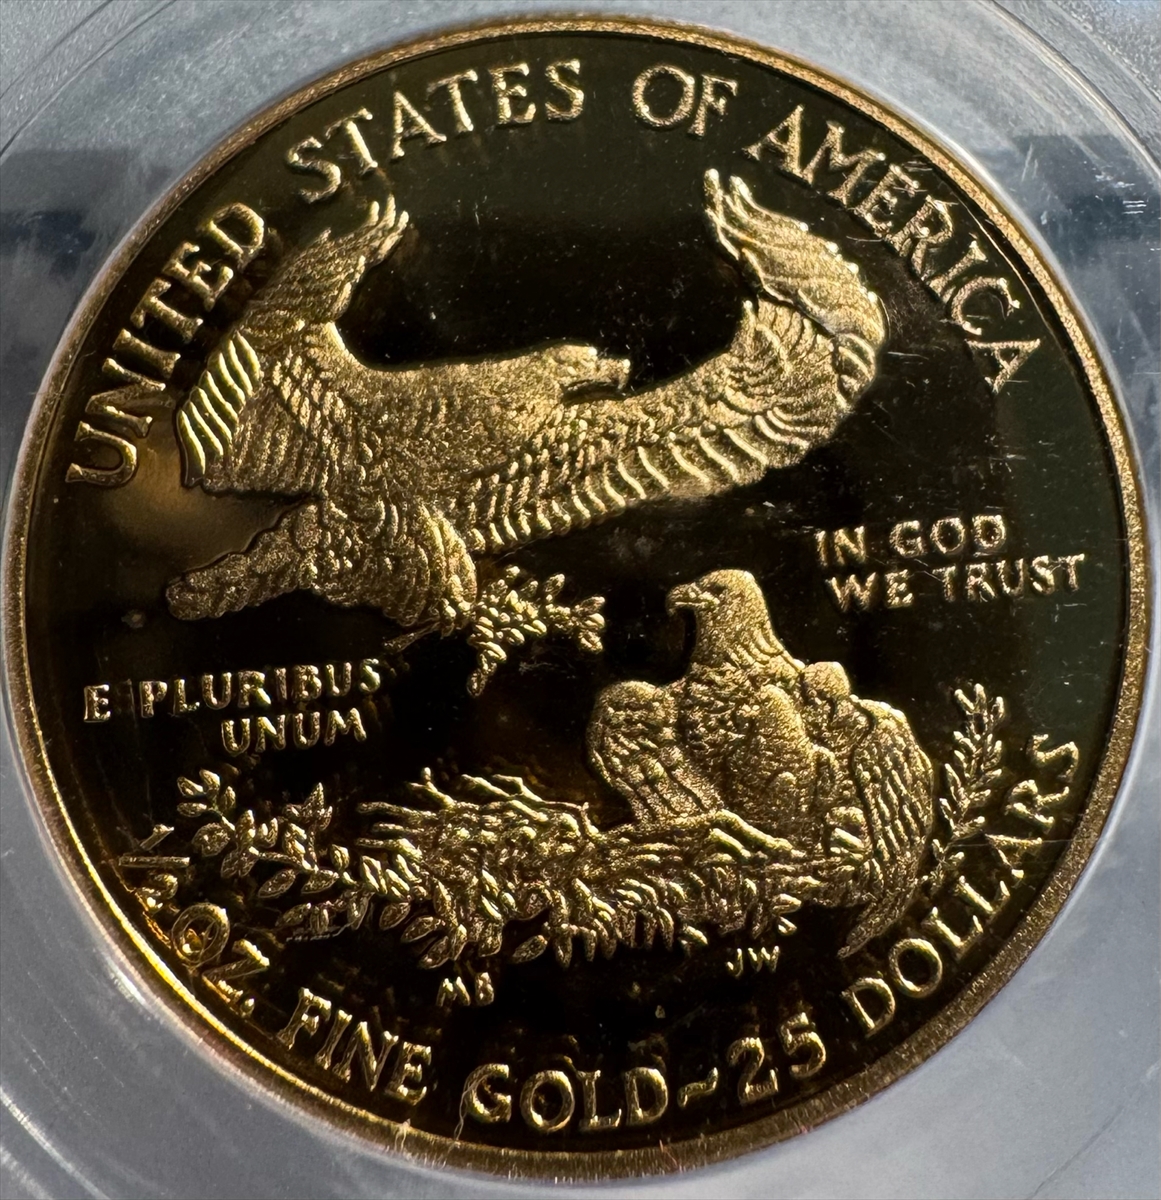 UNITED STATES OF AMERICA
IN GOD
WE TRUST
E PLURIBUS
UNUM
MB
JW
1/2 OZ. FINE GOLD~25 DOLLARS